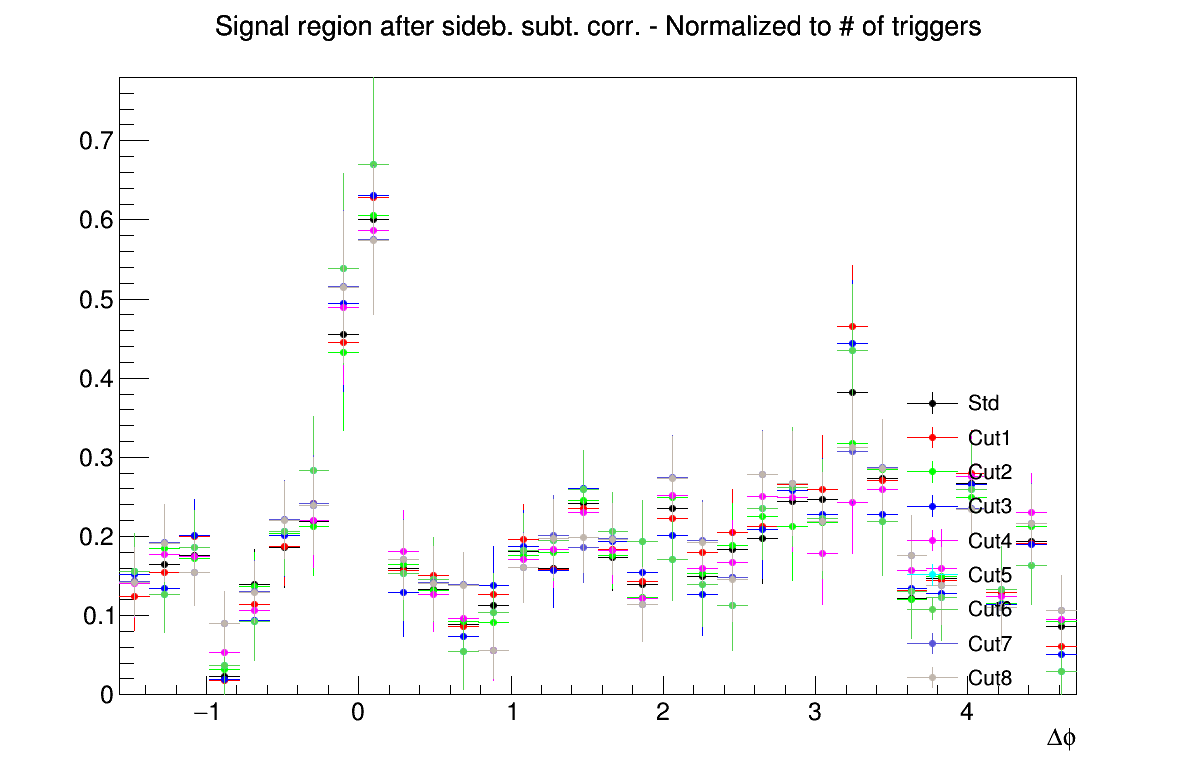 Signal region after sideb. subt. corr. - Normalized to # of triggers
0.7
0.6
0.5
0.4
0.3
0.2
0.1
0
Std
Cut1
Cut2
Cut3
Cut4
Cut5
Cut6
Cut7
Cut8
−1 0 1 2 3 4
Δϕ